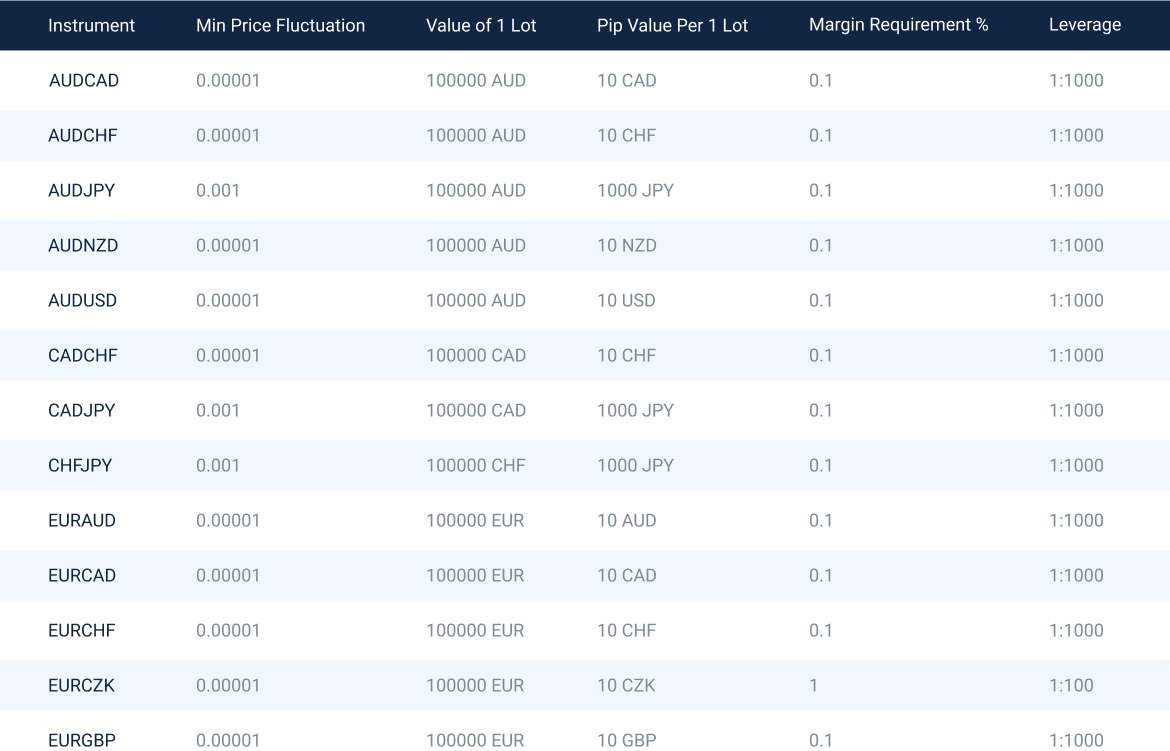 Instrument Min Price Fluctuation Value of 1 Lot Pip Value Per 1 Lot Margin Requirement % Leverage
AUDCAD 0.00001 100000 AUD 10 CAD 0.1 1:1000
AUDCHF 0.00001 100000 AUD 10 CHF 0.1 1:1000
AUDJPY 0.001 100000 AUD 1000 JPY 0.1 1:1000
AUDNZD 0.00001 100000 AUD 10 NZD 0.1 1:1000
AUDUSD 0.00001 100000 AUD 10 USD 0.1 1:1000
CADCHF 0.00001 100000 CAD 10 CHF 0.1 1:1000
CADJPY 0.001 100000 CAD 1000 JPY 0.1 1:1000
CHFJPY 0.001 100000 CHF 1000 JPY 0.1 1:1000
EURAUD 0.00001 100000 EUR 10 AUD 0.1 1:1000
EURCAD 0.00001 100000 EUR 10 CAD 0.1 1:1000
EURCHF 0.00001 100000 EUR 10 CHF 0.1 1:1000
EURCZK 0.00001 100000 EUR 10 CZK 1 1:100
EURGBP 0.00001 100000 EUR 10 GBP 0.1 1:1000